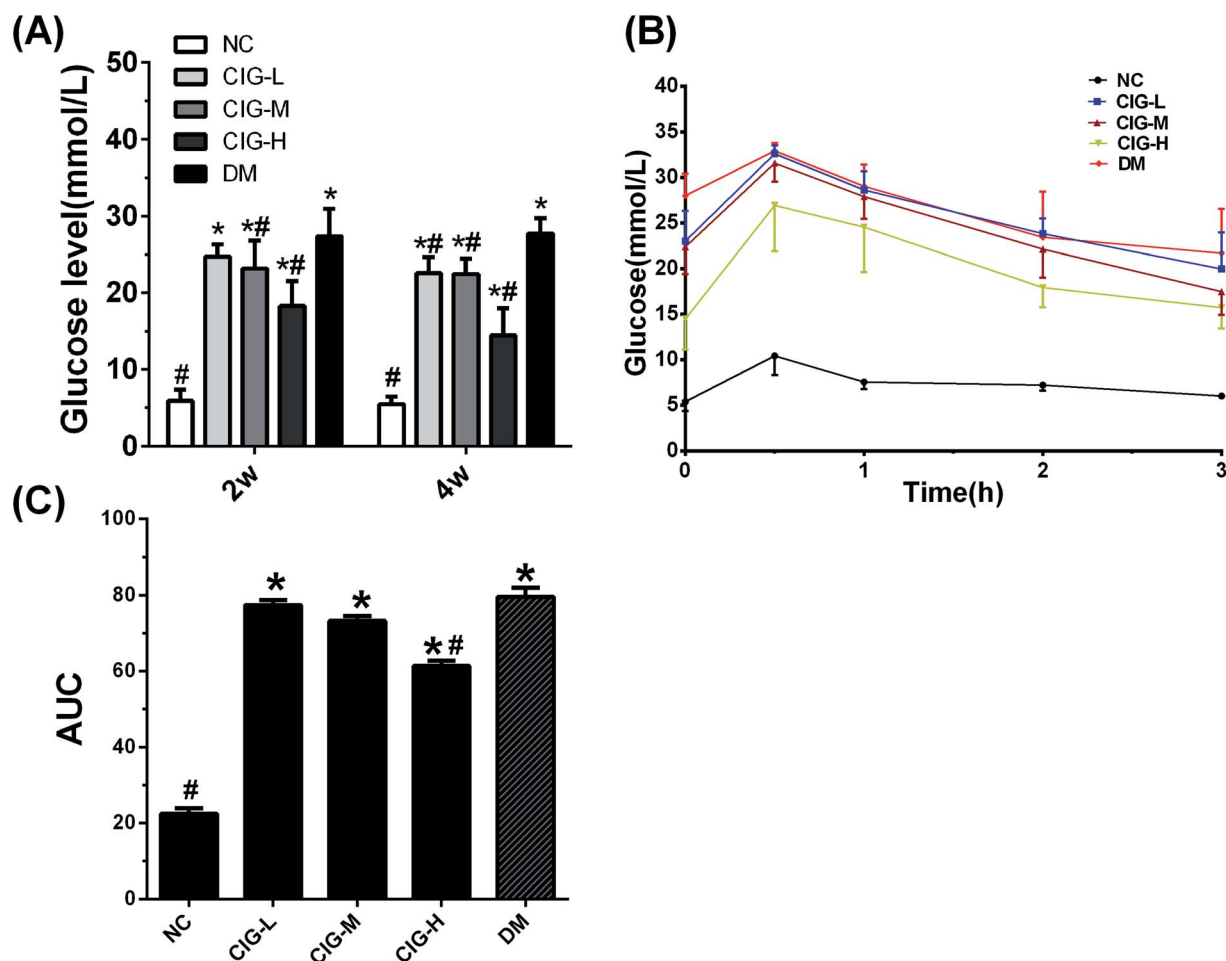 (A)
NC
CIG-L
CIG-M
CIG-H
DM
Glucose level(mmol/L)
50
40
30
20
10
0
#
*
*#
*#
*
#
*#
*#
*#
*
2w
4w
(B)
NC
CIG-L
CIG-M
CIG-H
DM
Glucose(mmol/L)
40
35
30
25
20
15
10
5
0
0
1
2
3
Time(h)
(C)
AUC
100
80
60
40
20
0
#
*
*
*#
*
NC
CIG-L
CIG-M
CIG-H
DM